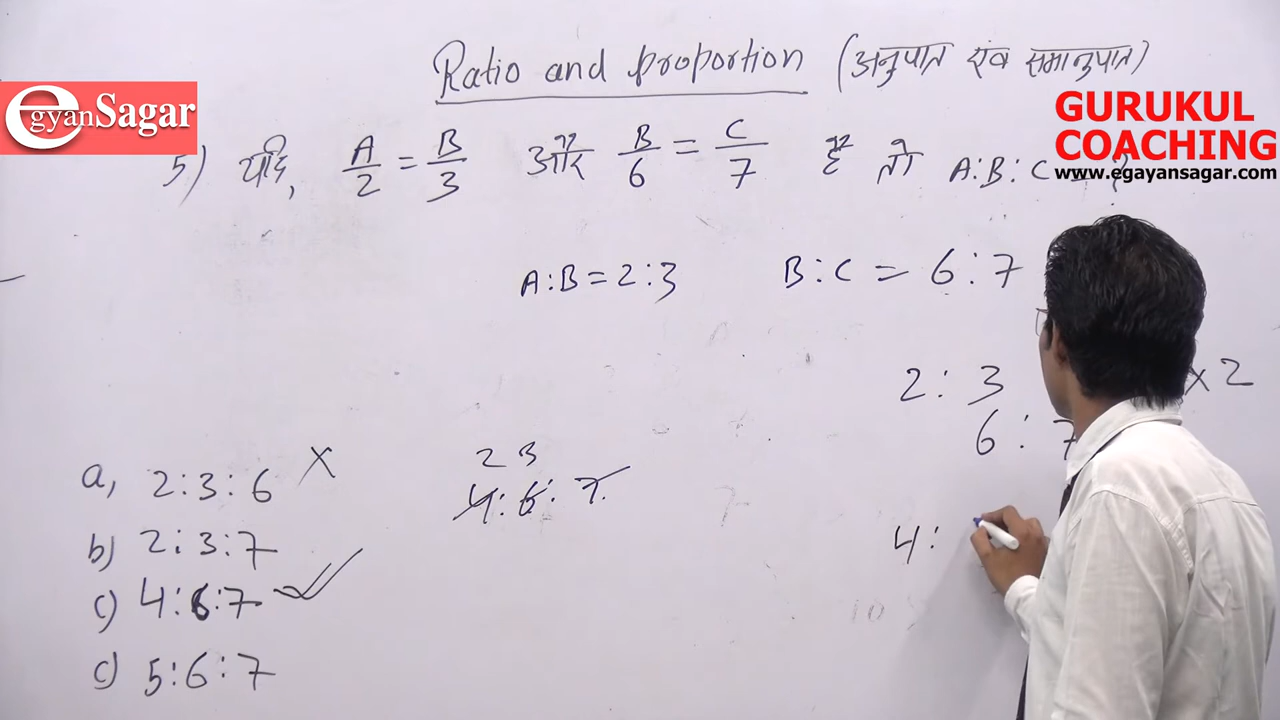 Ratio and proportion (अनुपात एवं समानुपात)
egyanSagar
GURUKUL
COACHING
www.egayansagar.com
5) यदि, A/2 = B/3 और B/6 = C/7 है तो A:B:C = ?
A:B = 2:3 B:C = 6:7
2: 3 ×2
6: 7
4:
2 3
4: 6: 7
a, 2:3:6 ×
b) 2:3:7
c) 4:6:7
c) 5:6:7